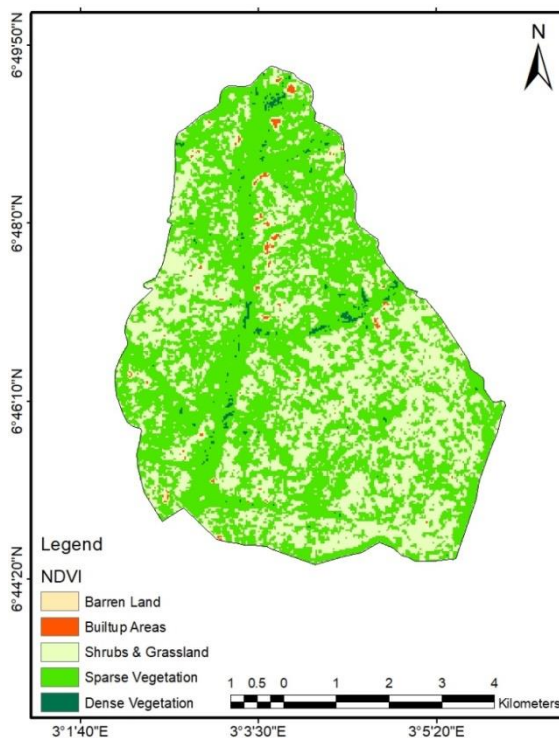 6°49'50"N
N
6°48'0"N
6°46'10"N
6°44'20"N
Legend
NDVI
Barren Land
Builtup Areas
Shrubs & Grassland
Sparse Vegetation
Dense Vegetation
1 0.5 0 1 2 3 4
Kilometers
3°1'40"E 3°3'30"E 3°5'20"E